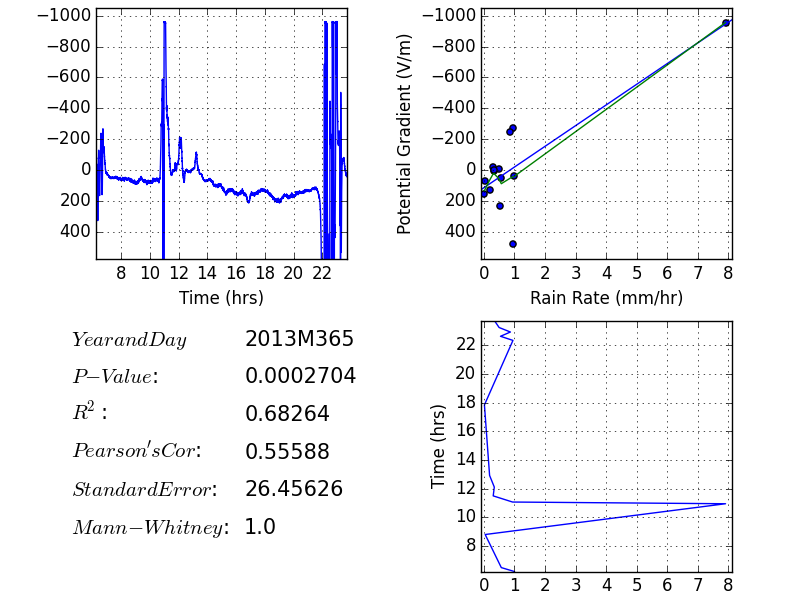 −1000
−800
−600
−400
−200
0
200
400
8 10 12 14 16 18 20 22
Time (hrs)
Potential Gradient (V/m)
−1000
−800
−600
−400
−200
0
200
400
0 1 2 3 4 5 6 7 8
Rain Rate (mm/hr)
YearandDay 2013M365
P−Value: 0.0002704
R²: 0.68264
Pearson′sCor: 0.55588
StandardError: 26.45626
Mann−Whitney: 1.0
Time (hrs)
22
20
18
16
14
12
10
8
0 1 2 3 4 5 6 7 8